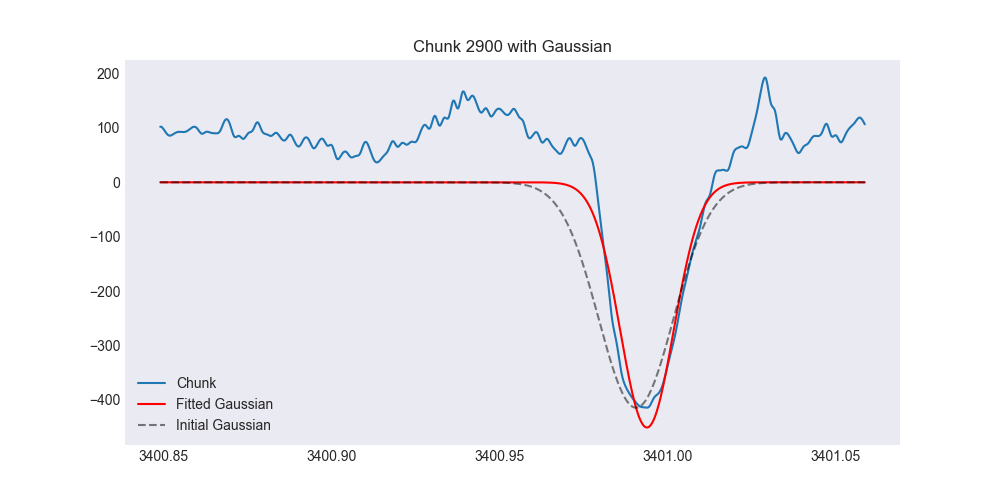 Chunk 2900 with Gaussian
200
100
0
−100
−200
−300
−400
Chunk
Fitted Gaussian
Initial Gaussian
3400.85 3400.90 3400.95 3401.00 3401.05